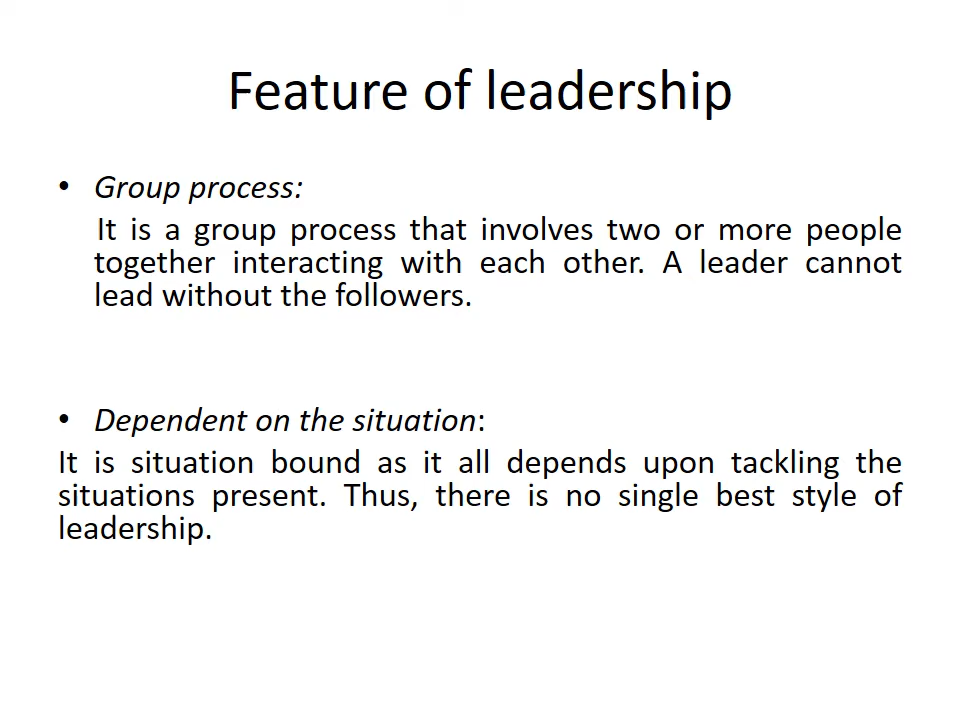 Feature of leadership
• Group process:
It is a group process that involves two or more people
together interacting with each other. A leader cannot
lead without the followers.
• Dependent on the situation:
It is situation bound as it all depends upon tackling the
situations present. Thus, there is no single best style of
leadership.